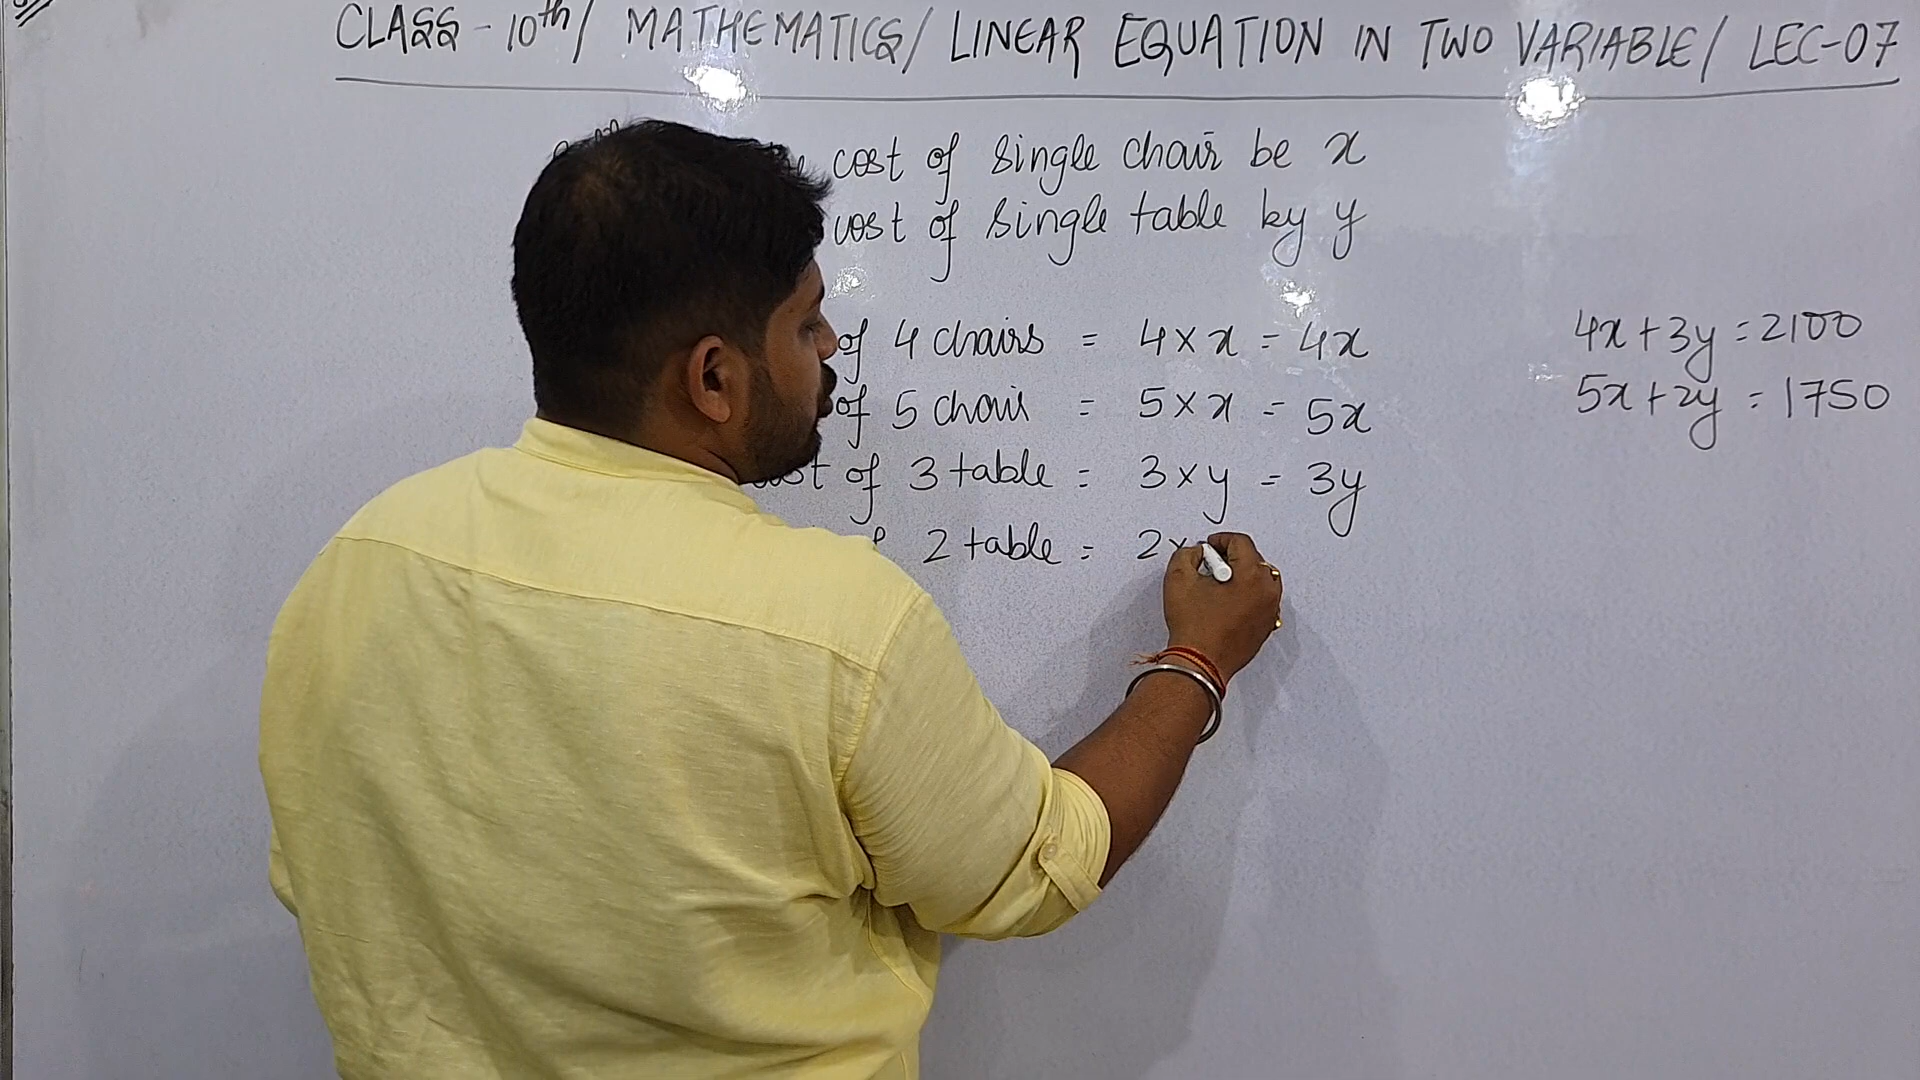 CLASS - 10th / MATHEMATICS / LINEAR EQUATION IN TWO VARIABLE / LEC-07
cost of single chair be x
cost of single table by y
of 4 chairs = 4 × x = 4x
of 5 chair = 5 × x = 5x
cost of 3 table = 3 × y = 3y
2 table = 2 ×
4x + 3y = 2100
5x + 2y = 1750